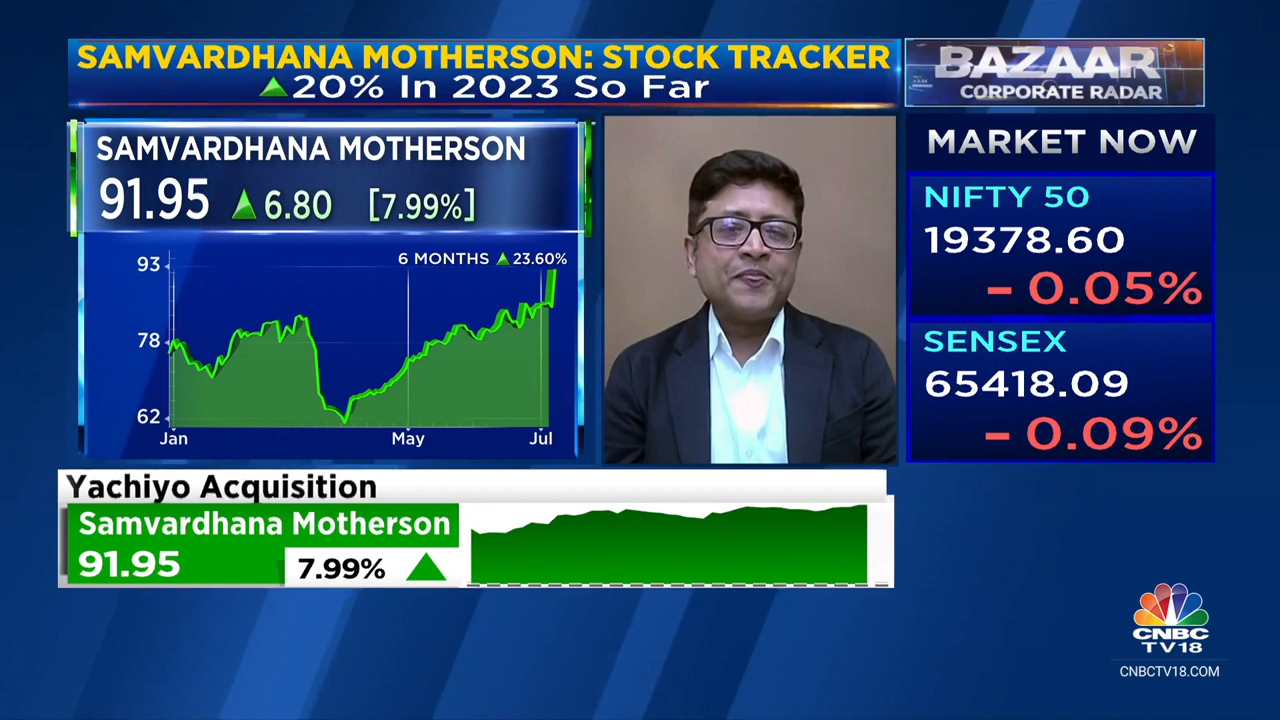 SAMVARDHANA MOTHERSON: STOCK TRACKER
▲20% In 2023 So Far
BAZAAR
CORPORATE RADAR
SAMVARDHANA MOTHERSON
91.95 ▲ 6.80 [7.99%]
6 MONTHS ▲ 23.60%
93
78
62
Jan May Jul
MARKET NOW
NIFTY 50
19378.60
– 0.05%
SENSEX
65418.09
– 0.09%
Yachiyo Acquisition
Samvardhana Motherson
91.95 7.99% ▲
CNBC
TV18
CNBCTV18.COM